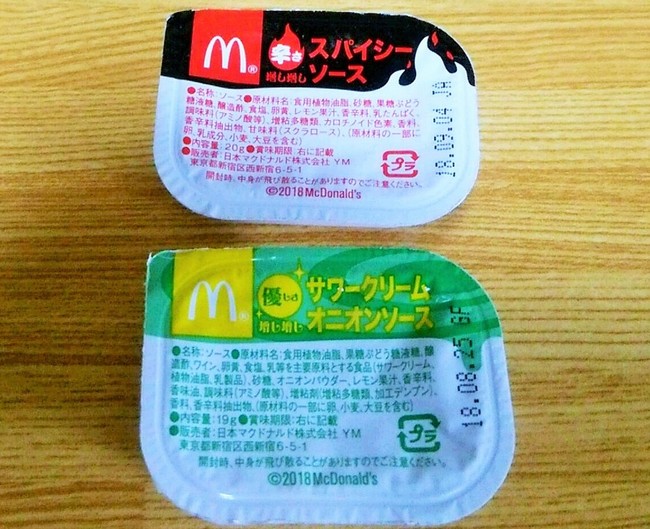 辛さ
増し増し
スパイシー
ソース
●名称:ソース●原材料名:食用植物油脂、砂糖、果糖ぶどう
糖液糖、醸造酢、食塩、卵黄、レモン果汁、香辛料、乳たんぱく、
調味料(アミノ酸等)、増粘多糖類、カロチノイド色素、香料、
香辛料抽出物、甘味料(スクラロース)、(原材料の一部に
卵、乳成分、小麦、大豆を含む)
●内容量:20g●賞味期限:右に記載
●販売者:日本マクドナルド株式会社 YM
東京都新宿区西新宿6-5-1
開封時、中身が飛び散ることがありますのでご注意ください。
©2018 McDonald's
プラ
18.09.04 JA
優しさ
増し増し
サワークリーム
オニオンソース
●名称:ソース●原材料名:食用植物油脂、果糖ぶどう糖液糖、醸
造酢、ワイン、卵黄、食塩、乳等を主要原料とする食品(サワークリーム、
植物油脂、乳製品)、砂糖、オニオンパウダー、レモン果汁、香辛料、
香味油、調味料(アミノ酸等)、増粘剤(増粘多糖類、加工デンプン)、
香料、香辛料抽出物、(原材料の一部に卵、小麦、大豆を含む)
●内容量:19g●賞味期限:右に記載
●販売者:日本マクドナルド株式会社 YM
東京都新宿区西新宿6-5-1
開封時、中身が飛び散ることがありますのでご注意ください。
©2018 McDonald's
プラ
18.08.25 GF